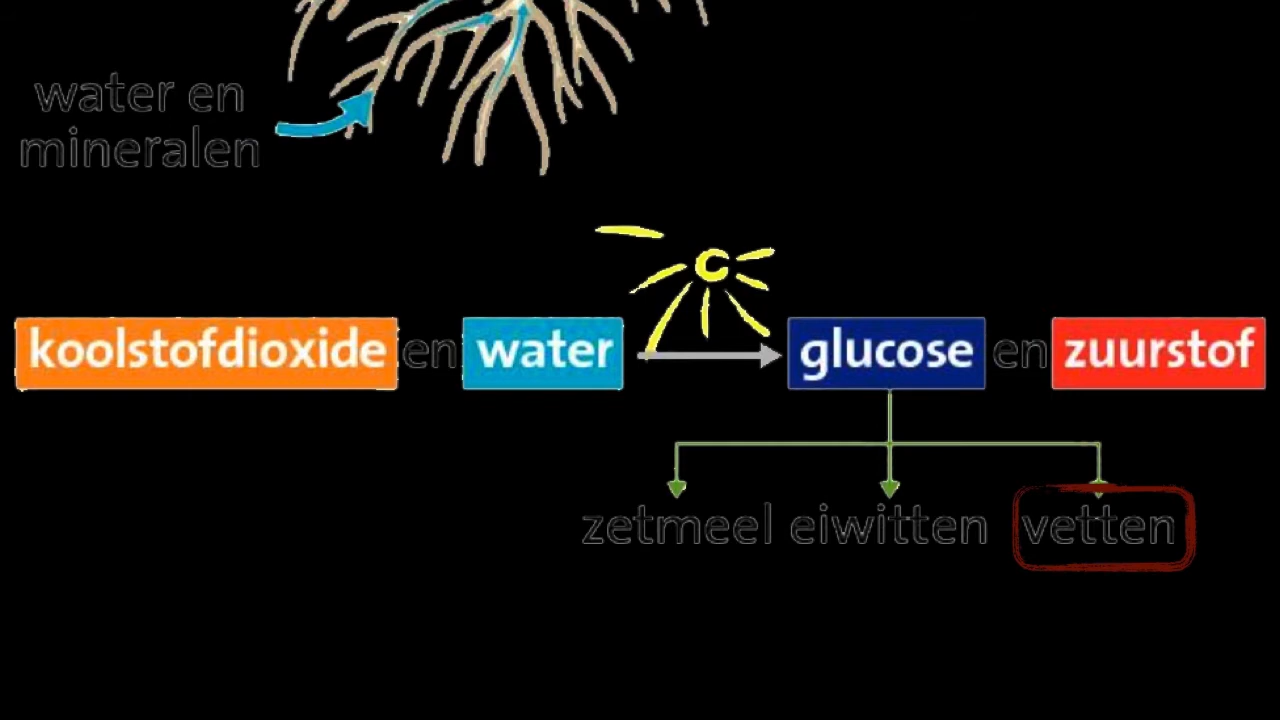 water en
mineralen
koolstofdioxide en water glucose en zuurstof
zetmeel eiwitten vetten